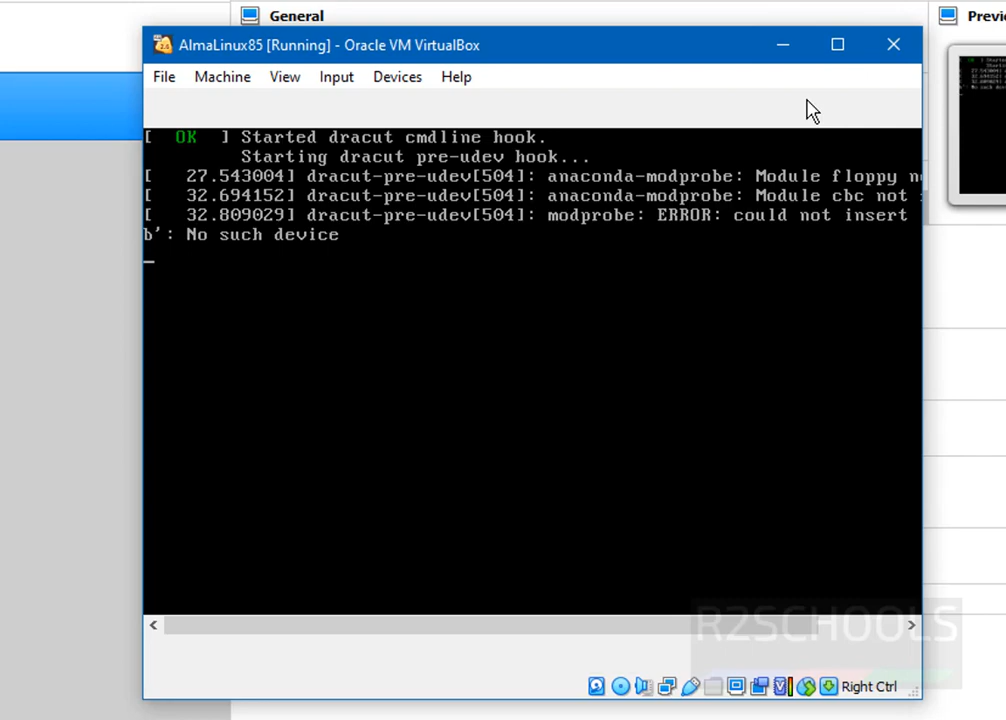 General
Previ
AlmaLinux85 [Running] - Oracle VM VirtualBox
File Machine View Input Devices Help
[ OK ] Started dracut cmdline hook.
Starting dracut pre-udev hook...
[ 27.543004] dracut-pre-udev[504]: anaconda-modprobe: Module floppy n
[ 32.694152] dracut-pre-udev[504]: anaconda-modprobe: Module cbc not
[ 32.809029] dracut-pre-udev[504]: modprobe: ERROR: could not insert
b': No such device
R2SCHOOLS
Right Ctrl